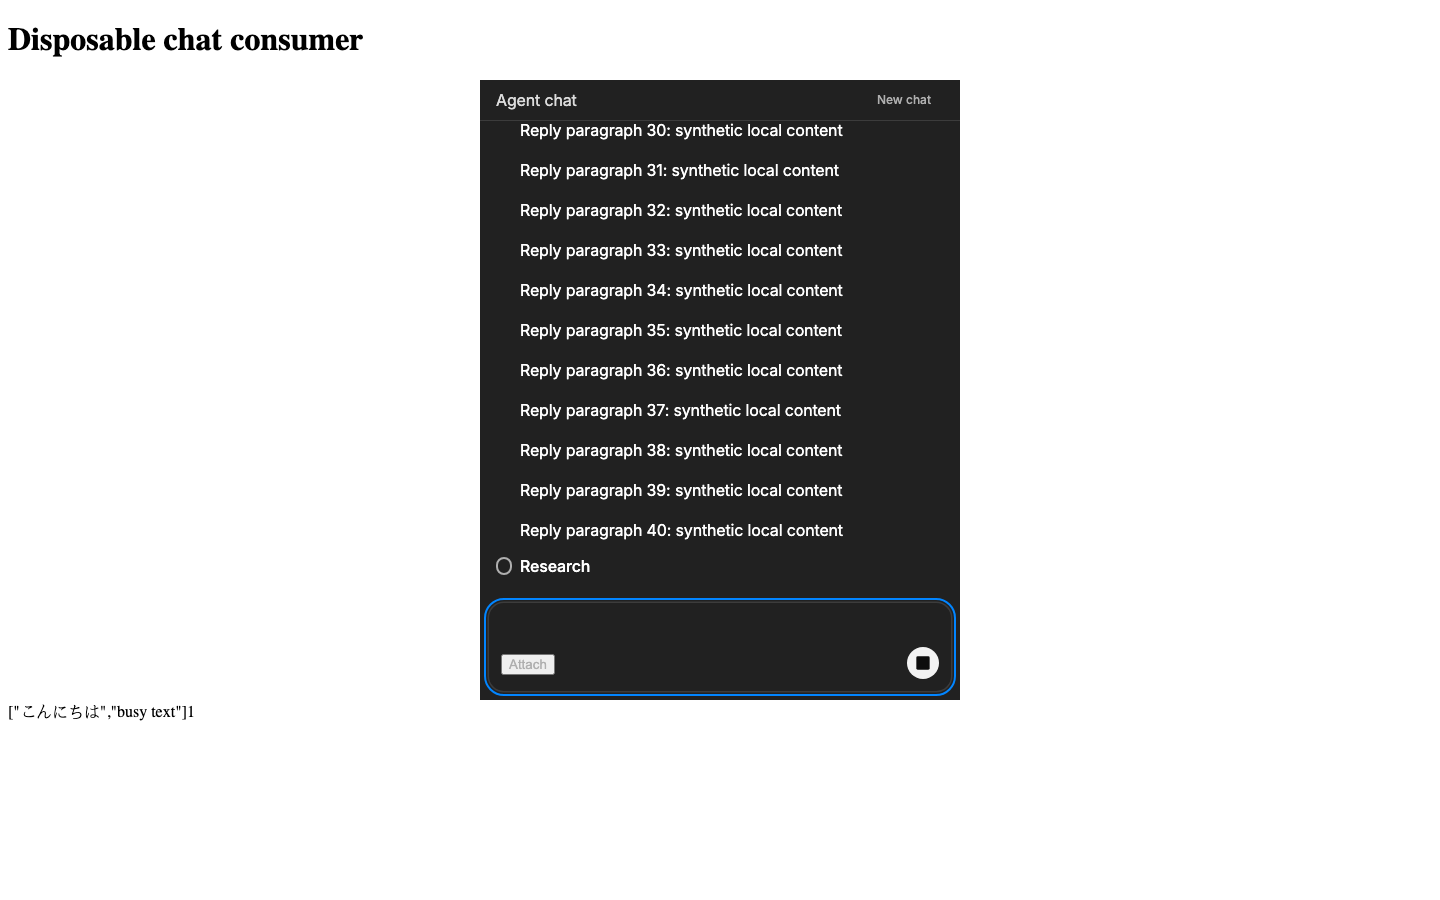 Disposable chat consumer
Agent chat
New chat
Reply paragraph 30: synthetic local content
Reply paragraph 31: synthetic local content
Reply paragraph 32: synthetic local content
Reply paragraph 33: synthetic local content
Reply paragraph 34: synthetic local content
Reply paragraph 35: synthetic local content
Reply paragraph 36: synthetic local content
Reply paragraph 37: synthetic local content
Reply paragraph 38: synthetic local content
Reply paragraph 39: synthetic local content
Reply paragraph 40: synthetic local content
Research
Attach
["こんにちは","busy text"]1